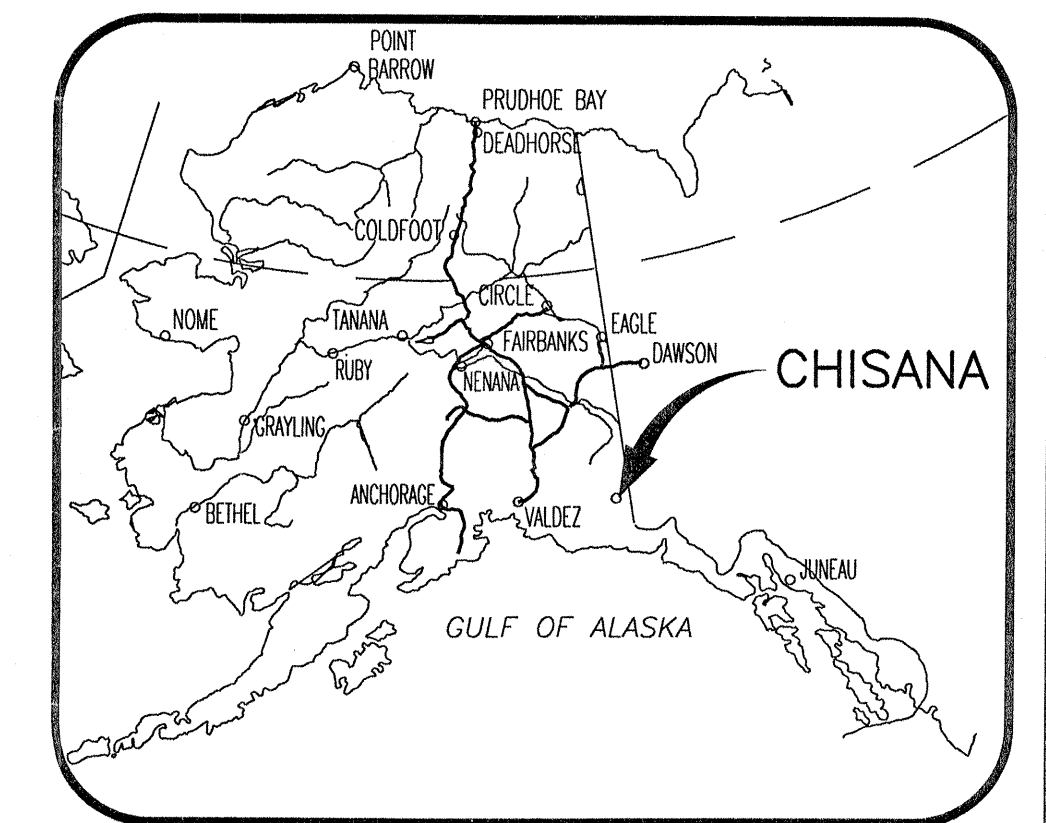 POINT
BARROW
PRUDHOE BAY
DEADHORSE
COLDFOOT
CIRCLE
NOME
TANANA
EAGLE
FAIRBANKS
DAWSON
RUBY
NENANA
CHISANA
GRAYLING
ANCHORAGE
BETHEL
VALDEZ
JUNEAU
GULF OF ALASKA